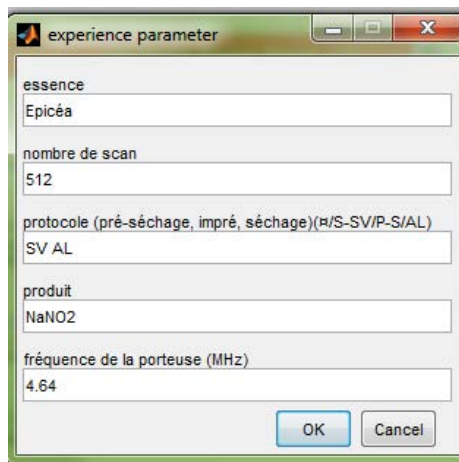 experience parameter
essence
Epicéa
nombre de scan
512
protocole (pré-séchage, impré, séchage)(¤/S-SV/P-S/AL)
SV AL
produit
NaNO2
fréquence de la porteuse (MHz)
4.64
OK Cancel